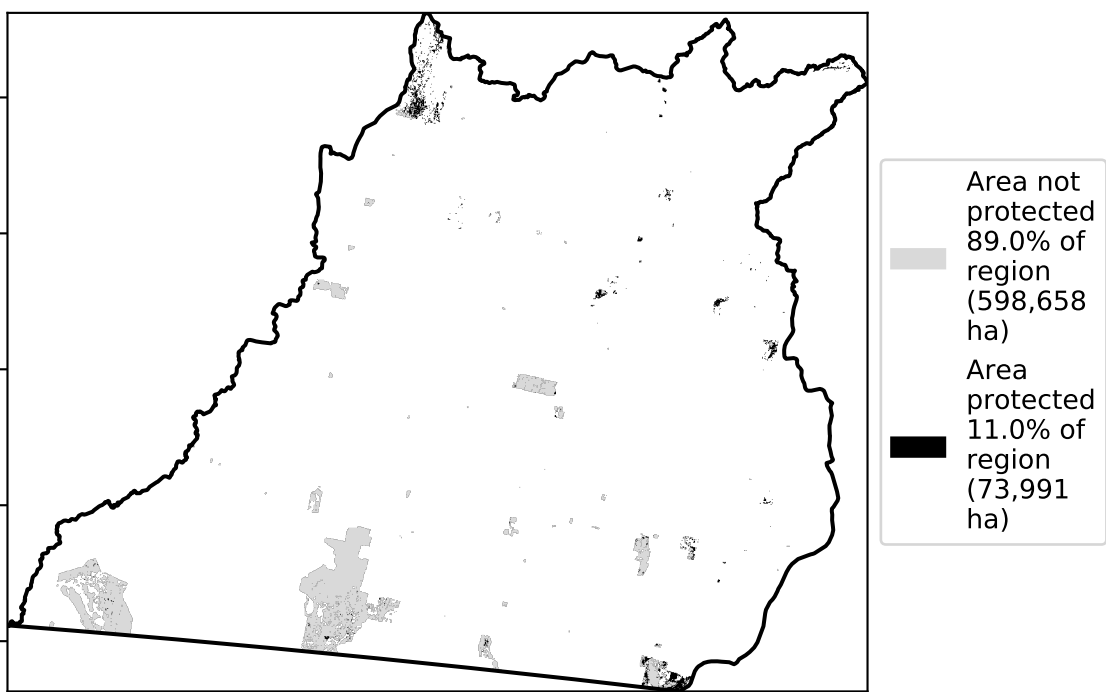 Area not
protected
89.0% of
region
(598,658
ha)
Area
protected
11.0% of
region
(73,991
ha)